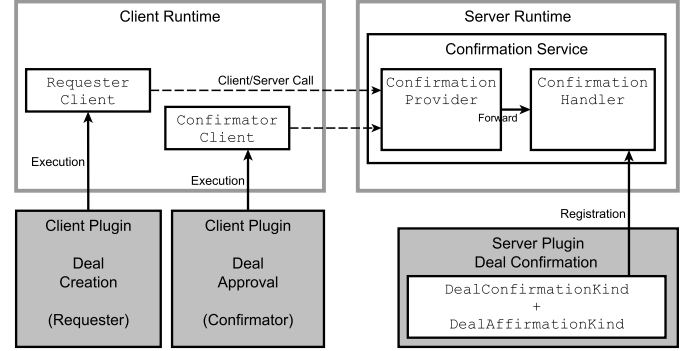 Client Runtime
Server Runtime
Confirmation Service
Requester
Client
Client/Server Call
Confirmation
Provider
Confirmation
Handler
Forward
Confirmator
Client
Execution
Execution
Registration
Client Plugin
Deal
Creation
(Requester)
Client Plugin
Deal
Approval
(Confirmator)
Server Plugin
Deal Confirmation
DealConfirmationKind
+
DealAffirmationKind